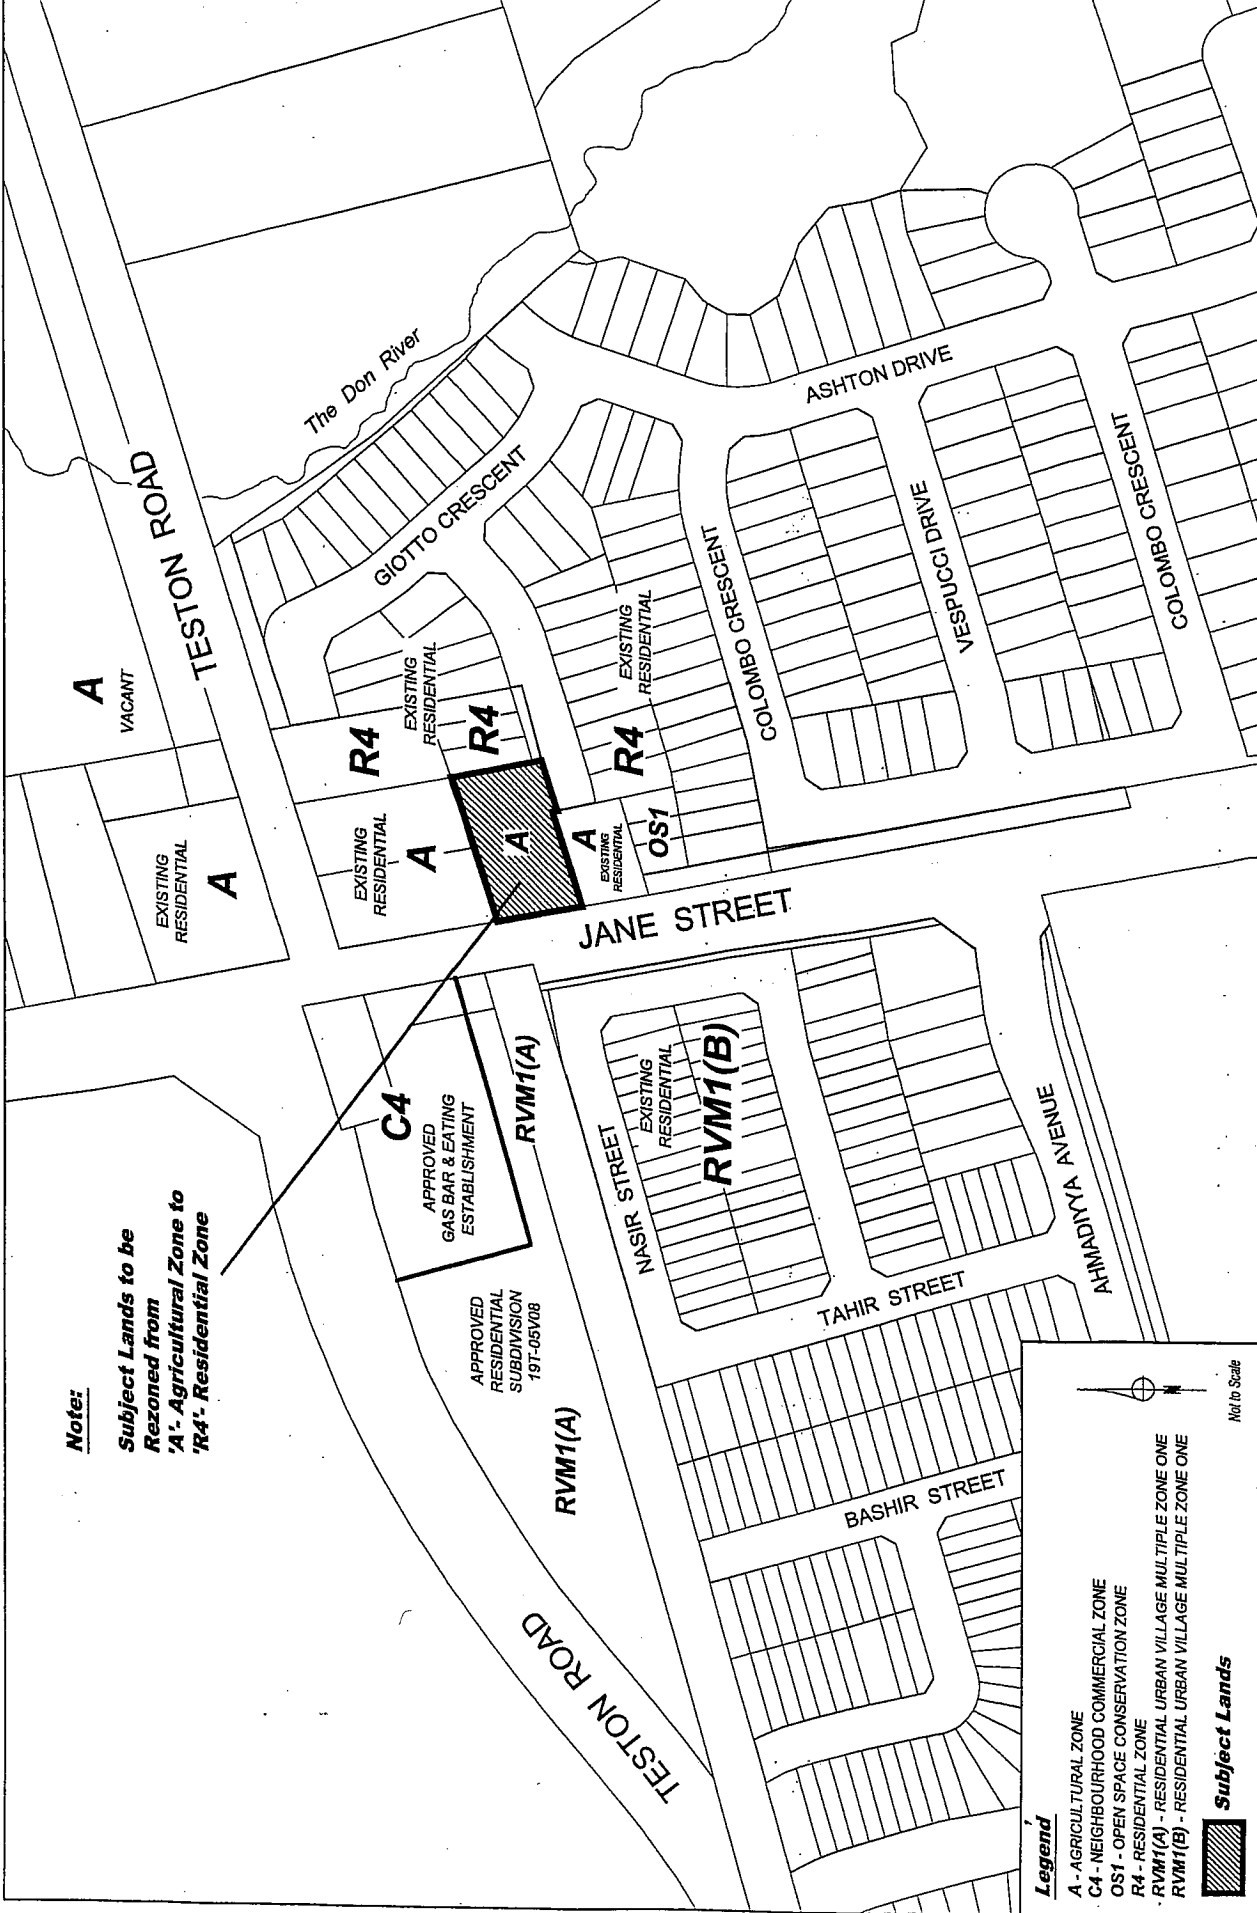 Note:
Subject Lands to be
Rezoned from
'A'- Agricultural Zone to
'R4'- Residential Zone
TESTON ROAD
TESTON ROAD
The Don River
A
VACANT
EXISTING
RESIDENTIAL
A
EXISTING
RESIDENTIAL
A
R4
EXISTING
RESIDENTIAL
R4
A
A
EXISTING
RESIDENTIAL
OS1
R4
EXISTING
RESIDENTIAL
GIOTTO CRESCENT
COLOMBO CRESCENT
ASHTON DRIVE
VESPUCCI DRIVE
COLOMBO CRESCENT
JANE STREET
C4
APPROVED
GAS BAR & EATING
ESTABLISHMENT
RVM1(A)
APPROVED
RESIDENTIAL
SUBDIVISION
19T-05V08
RVM1(A)
NASIR STREET
EXISTING
RESIDENTIAL
RVM1(B)
TAHIR STREET
AHMADIYYA AVENUE
BASHIR STREET
Legend
A - AGRICULTURAL ZONE
C4 - NEIGHBOURHOOD COMMERCIAL ZONE
OS1 - OPEN SPACE CONSERVATION ZONE
R4 - RESIDENTIAL ZONE
RVM1(A) - RESIDENTIAL URBAN VILLAGE MULTIPLE ZONE ONE
RVM1(B) - RESIDENTIAL URBAN VILLAGE MULTIPLE ZONE ONE
Subject Lands
N
Not to Scale